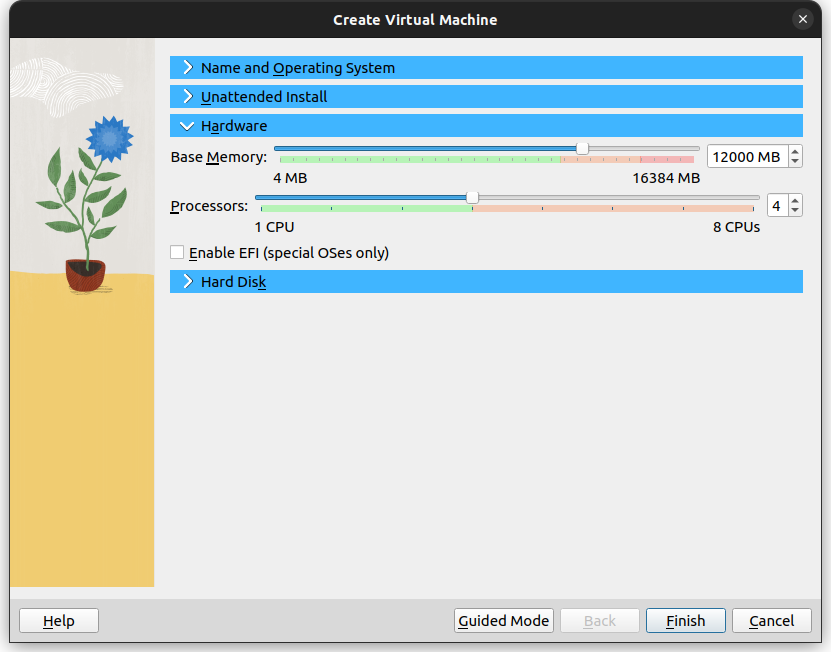 Create Virtual Machine
Name and Operating System
Unattended Install
Hardware
Base Memory: 12000 MB
4 MB 16384 MB
Processors: 4
1 CPU 8 CPUs
Enable EFI (special OSes only)
Hard Disk
Help Guided Mode Back Finish Cancel